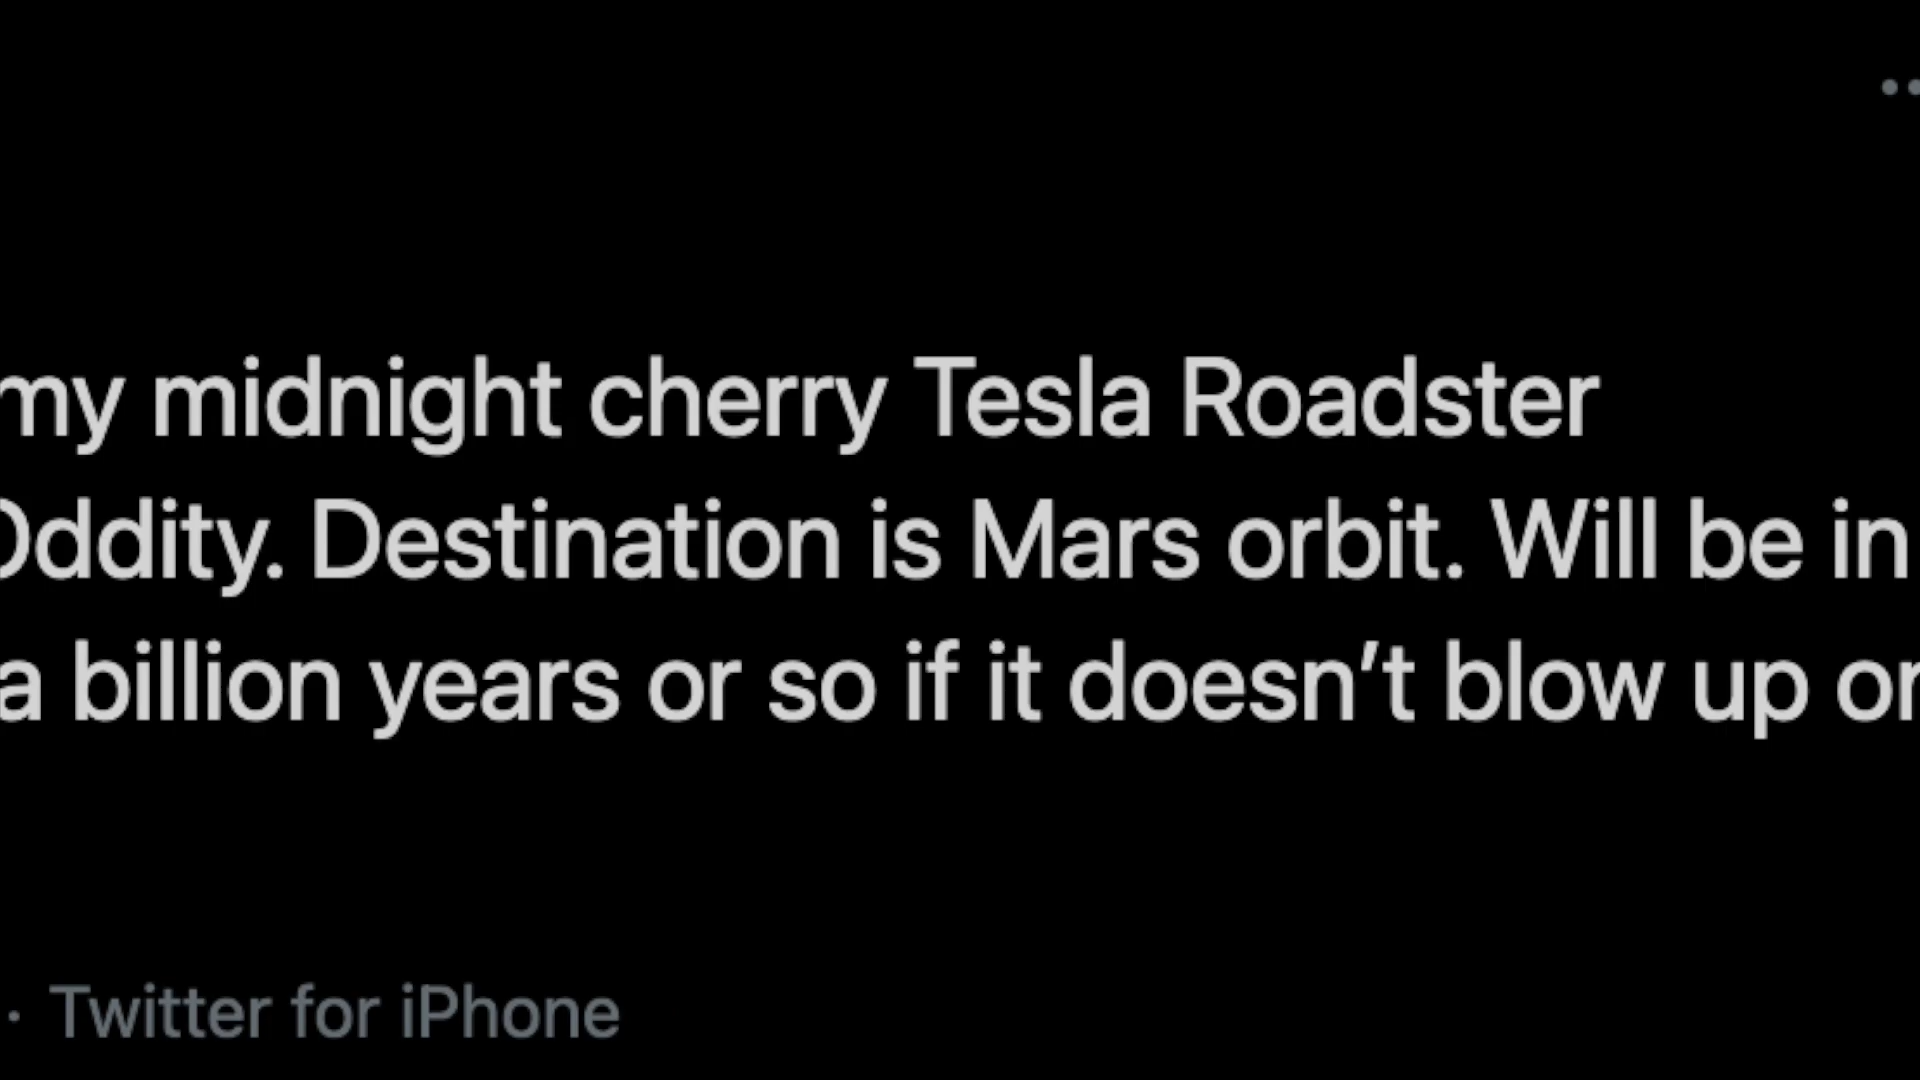 my midnight cherry Tesla Roadster
Oddity. Destination is Mars orbit. Will be in
a billion years or so if it doesn’t blow up or
· Twitter for iPhone